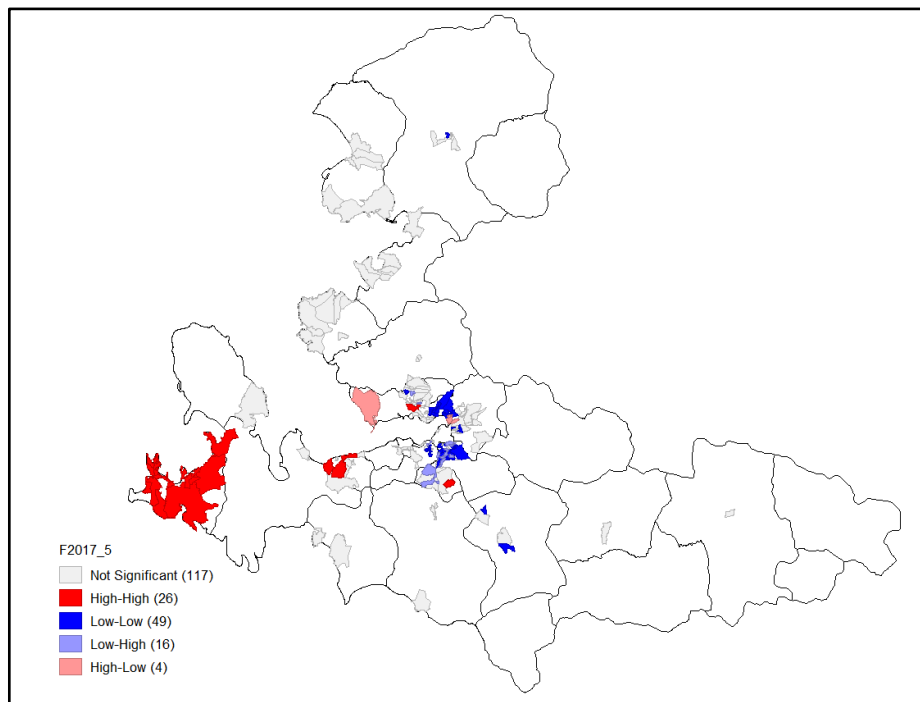 F2017_5
Not Significant (117)
High-High (26)
Low-Low (49)
Low-High (16)
High-Low (4)